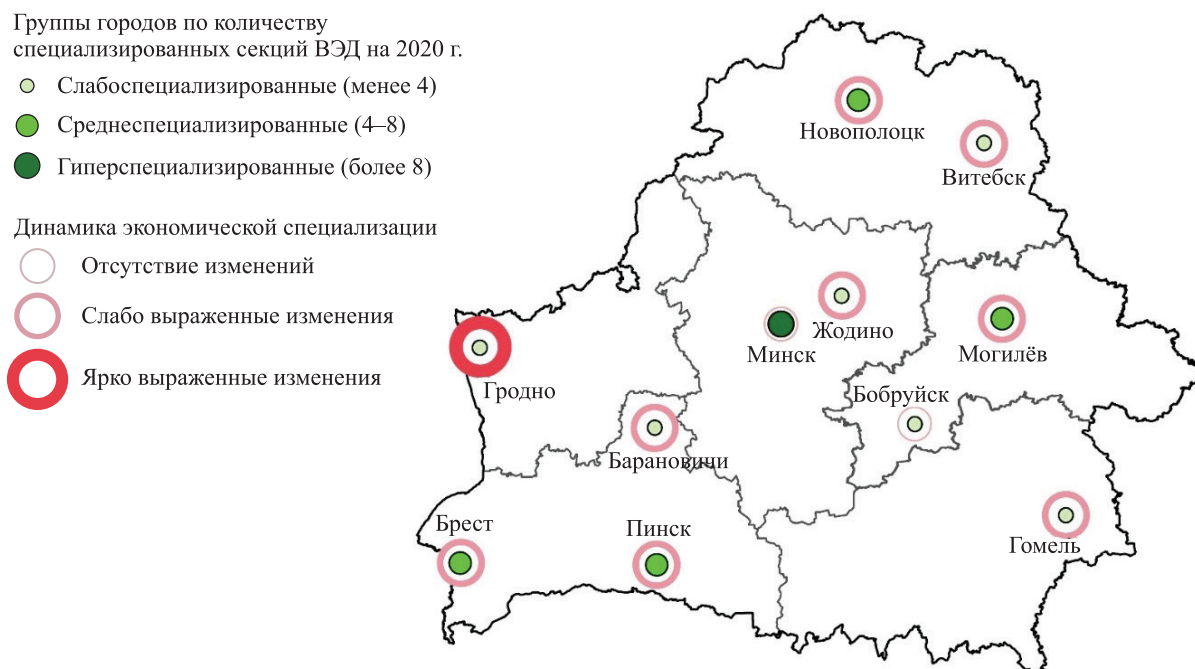 Группы городов по количеству
специализированных секций ВЭД на 2020 г.
Слабоспециализированные (менее 4)
Среднеспециализированные (4–8)
Гиперспециализированные (более 8)
Динамика экономической специализации
Отсутствие изменений
Слабо выраженные изменения
Ярко выраженные изменения
Новополоцк
Витебск
Жодино
Минск
Могилёв
Гродно
Бобруйск
Барановичи
Брест
Пинск
Гомель